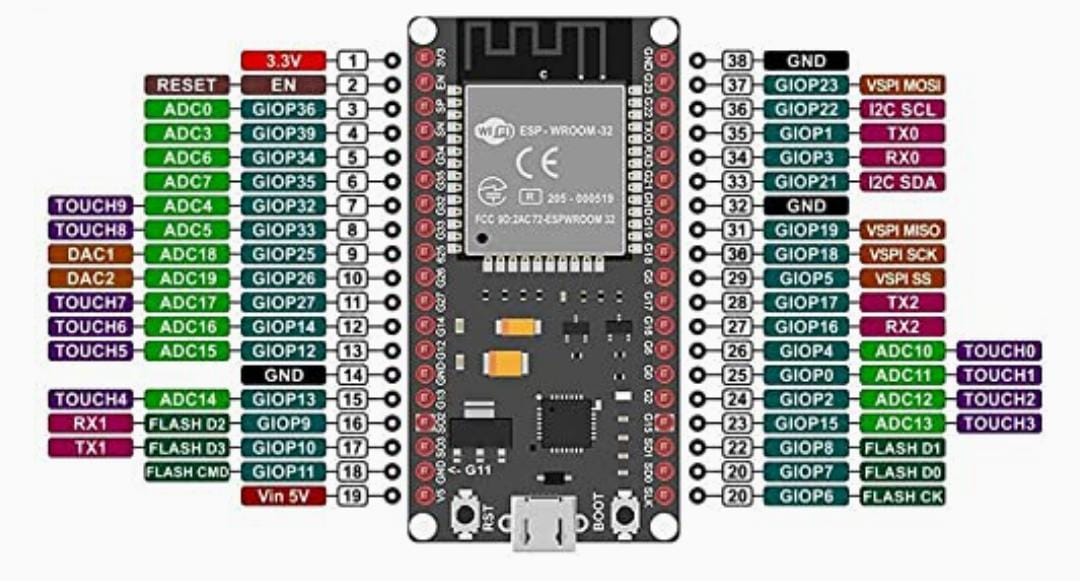 3.3V 1 38 GND
RESET EN 2 37 GIOP23 VSPI MOSI
ADC0 GIOP36 3 36 GIOP22 I2C SCL
ADC3 GIOP39 4 35 GIOP1 TX0
ADC6 GIOP34 5 34 GIOP3 RX0
ADC7 GIOP35 6 33 GIOP21 I2C SDA
TOUCH9 ADC4 GIOP32 7 32 GND
TOUCH8 ADC5 GIOP33 8 31 GIOP19 VSPI MISO
DAC1 ADC18 GIOP25 9 30 GIOP18 VSPI SCK
DAC2 ADC19 GIOP26 10 29 GIOP5 VSPI SS
TOUCH7 ADC17 GIOP27 11 28 GIOP17 TX2
TOUCH6 ADC16 GIOP14 12 27 GIOP16 RX2
TOUCH5 ADC15 GIOP12 13 26 GIOP4 ADC10 TOUCH0
GND 14 25 GIOP0 ADC11 TOUCH1
TOUCH4 ADC14 GIOP13 15 24 GIOP2 ADC12 TOUCH2
RX1 FLASH D2 GIOP9 16 23 GIOP15 ADC13 TOUCH3
TX1 FLASH D3 GIOP10 17 22 GIOP8 FLASH D1
FLASH CMD GIOP11 18 20 GIOP7 FLASH D0
Vin 5V 19 20 GIOP6 FLASH CK
C
WiFi ESP - WROOM -32
CE
R 205 - 000519
FCC 9D:2AC72-ESPWROOM 32
3V3
EN
SP
SN
G34
G35
G32
G33
G25
G26
G27
G14
G12
GND
G13
SD2
SD3
GND
V5
GND
G23
G22
TXD
RXD
G21
GND
G19
G18
G5
G17
G16
G2
G15
SD1
SD0
SLK
<- G11
RST
BOOT